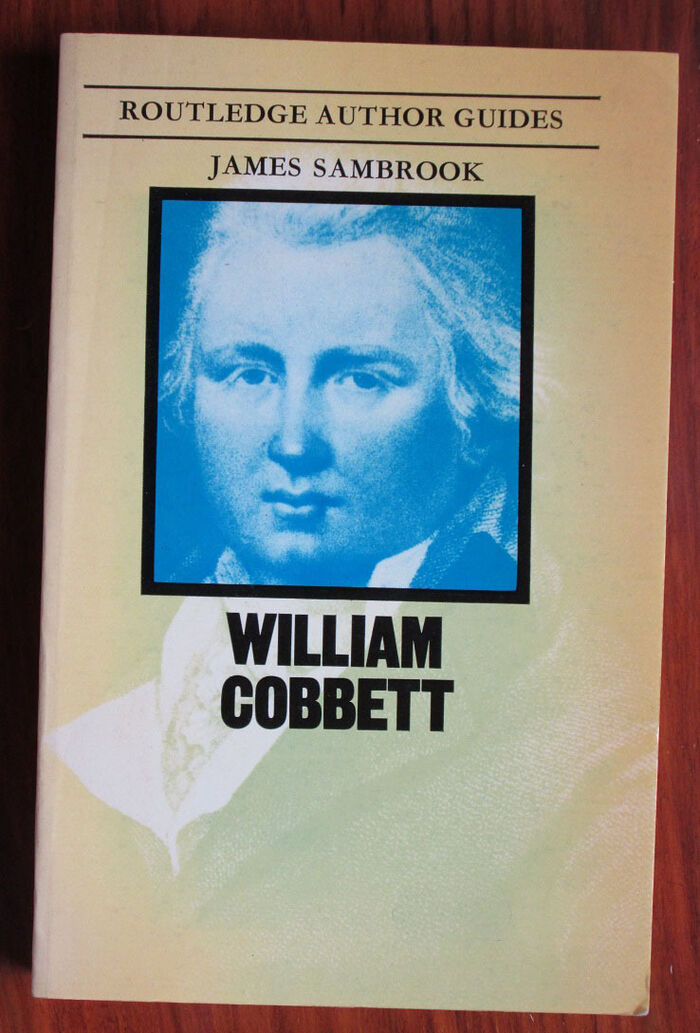 ROUTLEDGE AUTHOR GUIDES
JAMES SAMBROOK
WILLIAM
COBBETT